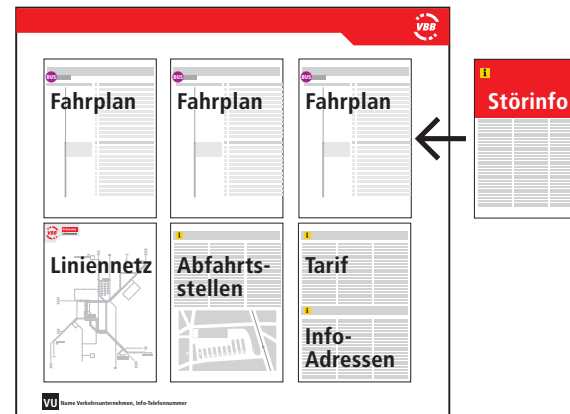 VBB
BUS
Fahrplan
BUS
Fahrplan
BUS
Fahrplan
i
Störinfo
VBB
Liniennetz
i
Abfahrts-
stellen
i
Tarif
i
Info-
Adressen
VU Name Verkehrsunternehmen, Info-Telefonnummer